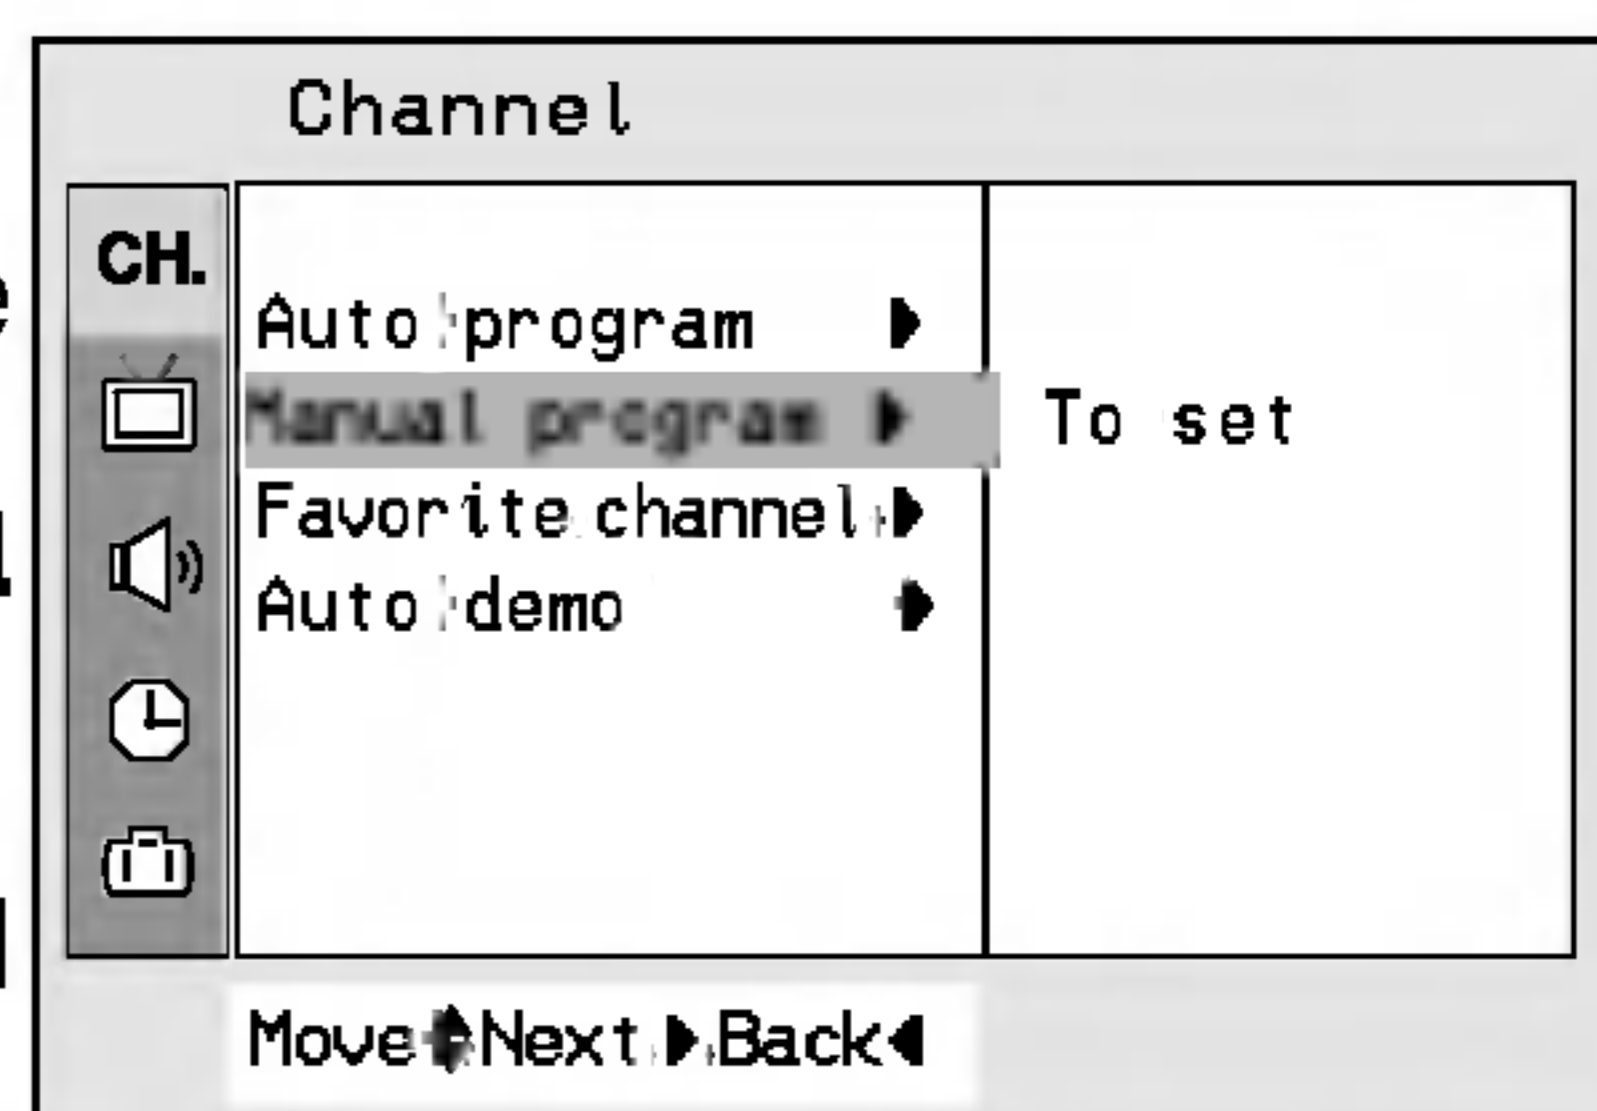 Channel
CH.
Auto program ▶
Manual program ▶ To set
Favorite channel ▶
Auto demo ▶
Move Next ▶ Back ◀